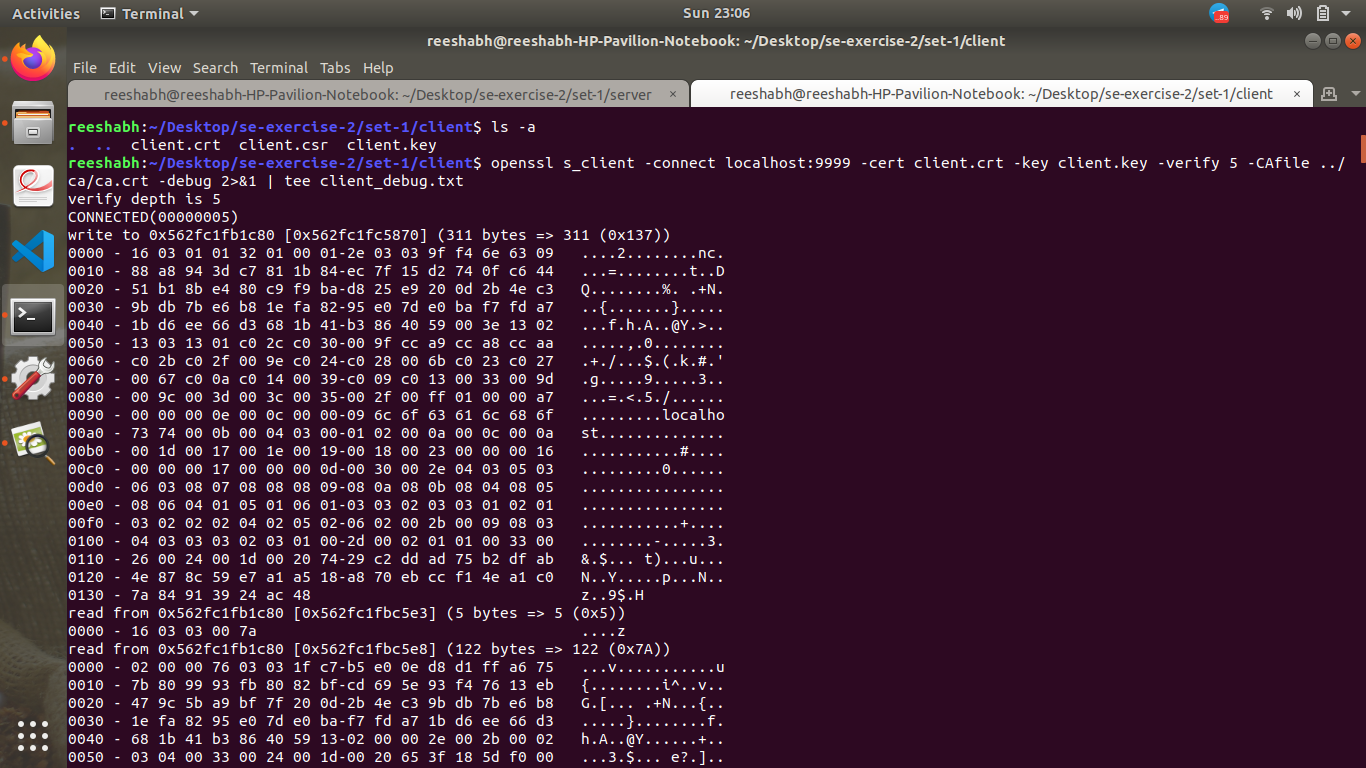 Activities Terminal Sun 23:06 89
reeshabh@reeshabh-HP-Pavilion-Notebook: ~/Desktop/se-exercise-2/set-1/client
File Edit View Search Terminal Tabs Help
reeshabh@reeshabh-HP-Pavilion-Notebook: ~/Desktop/se-exercise-2/set-1/server × reeshabh@reeshabh-HP-Pavilion-Notebook: ~/Desktop/se-exercise-2/set-1/client ×
reeshabh:~/Desktop/se-exercise-2/set-1/client$ ls -a
. .. client.crt client.csr client.key
reeshabh:~/Desktop/se-exercise-2/set-1/client$ openssl s_client -connect localhost:9999 -cert client.crt -key client.key -verify 5 -CAfile ../
ca/ca.crt -debug 2>&1 | tee client_debug.txt
verify depth is 5
CONNECTED(00000005)
write to 0x562fc1fb1c80 [0x562fc1fc5870] (311 bytes => 311 (0x137))
0000 - 16 03 01 01 32 01 00 01-2e 03 03 9f f4 6e 63 09 ....2........nc.
0010 - 88 a8 94 3d c7 81 1b 84-ec 7f 15 d2 74 0f c6 44 ...=........t..D
0020 - 51 b1 8b e4 80 c9 f9 ba-d8 25 e9 20 0d 2b 4e c3 Q........%. .+N.
0030 - 9b db 7b e6 b8 1e fa 82-95 e0 7d e0 ba f7 fd a7 ..{.......}.....
0040 - 1b d6 ee 66 d3 68 1b 41-b3 86 40 59 00 3e 13 02 ...f.h.A..@Y.>..
0050 - 13 03 13 01 c0 2c c0 30-00 9f cc a9 cc a8 cc aa .....,.0........
0060 - c0 2b c0 2f 00 9e c0 24-c0 28 00 6b c0 23 c0 27 .+./...$.(.k.#.'
0070 - 00 67 c0 0a c0 14 00 39-c0 09 c0 13 00 33 00 9d .g.....9.....3..
0080 - 00 9c 00 3d 00 3c 00 35-00 2f 00 ff 01 00 00 a7 ...=.<.5./......
0090 - 00 00 00 0e 00 0c 00 00-09 6c 6f 63 61 6c 68 6f .........localho
00a0 - 73 74 00 0b 00 04 03 00-01 02 00 0a 00 0c 00 0a st..............
00b0 - 00 1d 00 17 00 1e 00 19-00 18 00 23 00 00 00 16 ...........#....
00c0 - 00 00 00 17 00 00 00 0d-00 30 00 2e 04 03 05 03 .........0......
00d0 - 06 03 08 07 08 08 08 09-08 0a 08 0b 08 04 08 05 ................
00e0 - 08 06 04 01 05 01 06 01-03 03 02 03 03 01 02 01 ................
00f0 - 03 02 02 02 04 02 05 02-06 02 00 2b 00 09 08 03 ...........+....
0100 - 04 03 03 03 02 03 01 00-2d 00 02 01 01 00 33 00 ........-.....3.
0110 - 26 00 24 00 1d 00 20 74-29 c2 dd ad 75 b2 df ab &.$... t)...u...
0120 - 4e 87 8c 59 e7 a1 a5 18-a8 70 eb cc f1 4e a1 c0 N..Y.....p...N..
0130 - 7a 84 91 39 24 ac 48 z..9$.H
read from 0x562fc1fb1c80 [0x562fc1fbc5e3] (5 bytes => 5 (0x5))
0000 - 16 03 03 00 7a ....z
read from 0x562fc1fb1c80 [0x562fc1fbc5e8] (122 bytes => 122 (0x7A))
0000 - 02 00 00 76 03 03 1f c7-b5 e0 0e d8 d1 ff a6 75 ...v...........u
0010 - 7b 80 99 93 fb 80 82 bf-cd 69 5e 93 f4 76 13 eb {........i^..v..
0020 - 47 9c 5b a9 bf 7f 20 0d-2b 4e c3 9b db 7b e6 b8 G.[... .+N...{..
0030 - 1e fa 82 95 e0 7d e0 ba-f7 fd a7 1b d6 ee 66 d3 .....}........f.
0040 - 68 1b 41 b3 86 40 59 13-02 00 00 2e 00 2b 00 02 h.A..@Y......+..
0050 - 03 04 00 33 00 24 00 1d-00 20 65 3f 18 5d f0 00 ...3.$... e?.]..